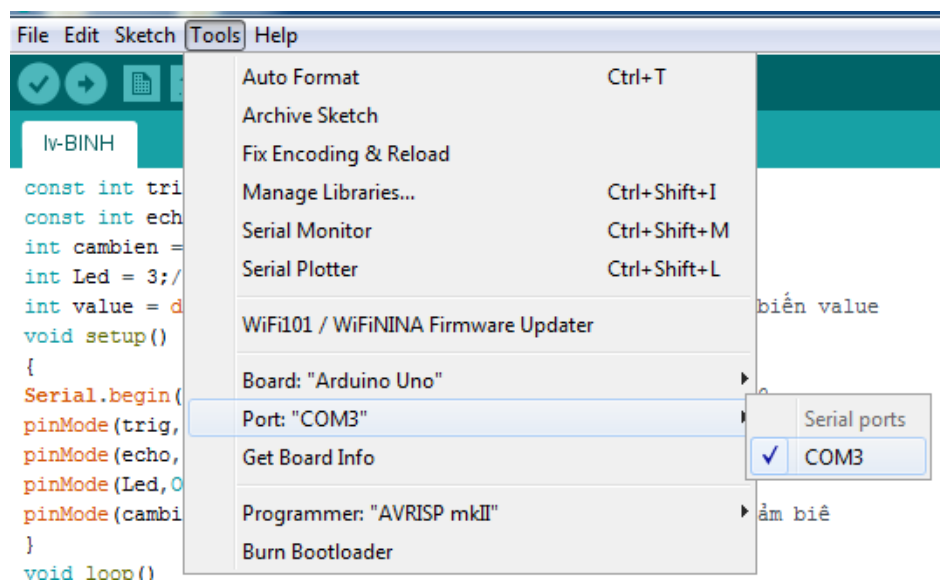 File Edit Sketch Tools Help
Auto Format Ctrl+T
Archive Sketch
Fix Encoding & Reload
Manage Libraries... Ctrl+Shift+I
Serial Monitor Ctrl+Shift+M
Serial Plotter Ctrl+Shift+L
WiFi101 / WiFiNINA Firmware Updater
Board: "Arduino Uno"
Port: "COM3"
Get Board Info
Programmer: "AVRISP mkII"
Burn Bootloader
Serial ports
COM3
lv-BINH
const int tri
const int ech
int cambien =
int Led = 3;/
int value = d biến value
void setup()
{
Serial.begin(
pinMode(trig,
pinMode(echo,
pinMode(Led,O
pinMode(cambi ảm biê
}
void loop()